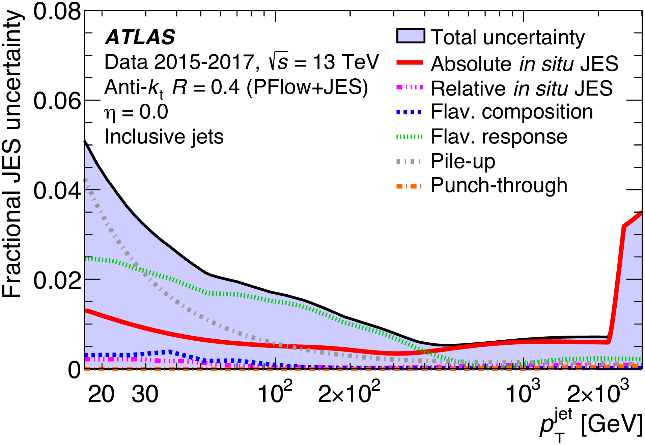 ATLAS
Data 2015-2017, √s = 13 TeV
Anti-kt R = 0.4 (PFlow+JES)
η = 0.0
Inclusive jets
Total uncertainty
Absolute in situ JES
Relative in situ JES
Flav. composition
Flav. response
Pile-up
Punch-through
Fractional JES uncertainty
0.08
0.06
0.04
0.02
0
20 30 10² 2×10² 10³ 2×10³
pT^jet [GeV]